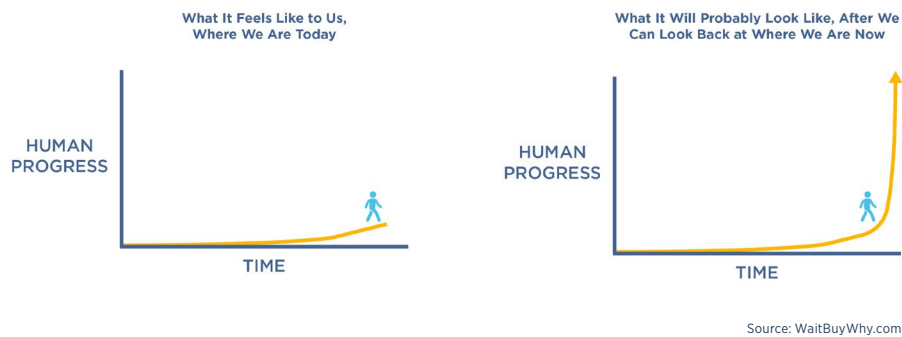 What It Feels Like to Us,
Where We Are Today
HUMAN
PROGRESS
TIME
What It Will Probably Look Like, After We
Can Look Back at Where We Are Now
HUMAN
PROGRESS
TIME
Source: WaitBuyWhy.com